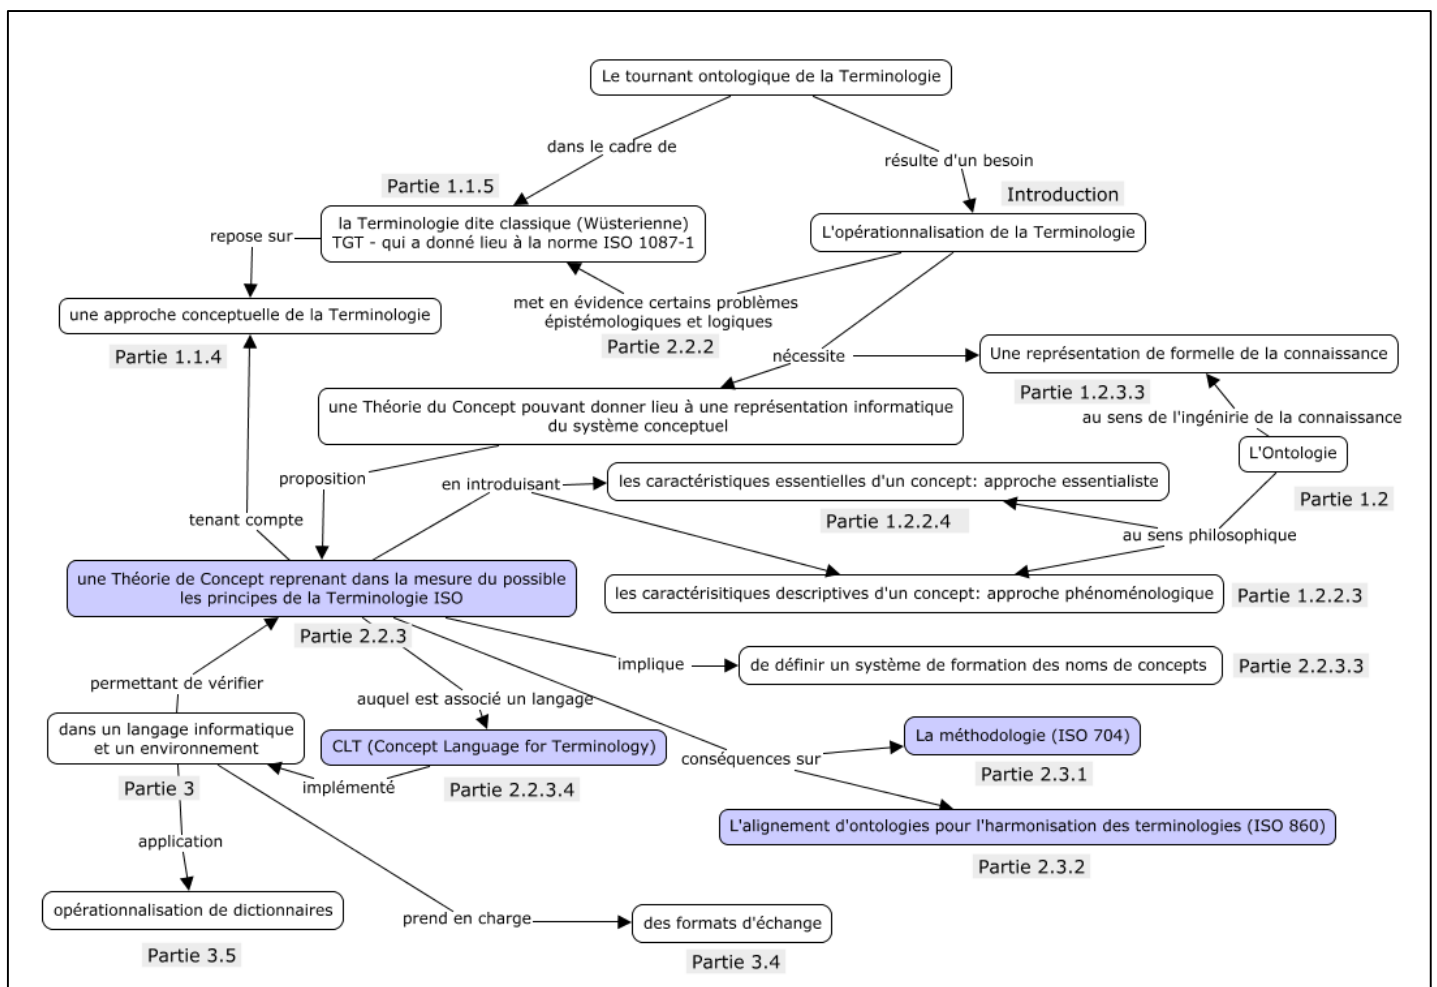 Le tournant ontologique de la Terminologie
dans le cadre de
résulte d'un besoin
Partie 1.1.5
Introduction
la Terminologie dite classique (Wüsterienne)
TGT - qui a donné lieu à la norme ISO 1087-1
repose sur
L'opérationnalisation de la Terminologie
met en évidence certains problèmes
épistémologiques et logiques
Partie 2.2.2
une approche conceptuelle de la Terminologie
Partie 1.1.4
nécessite
Une représentation de formelle de la connaissance
Partie 1.2.3.3
une Théorie du Concept pouvant donner lieu à une représentation informatique
du système conceptuel
au sens de l'ingénirie de la connaissance
L'Ontologie
Partie 1.2
proposition
en introduisant
les caractéristiques essentielles d'un concept: approche essentialiste
Partie 1.2.2.4
tenant compte
au sens philosophique
une Théorie de Concept reprenant dans la mesure du possible
les principes de la Terminologie ISO
les caractérisitiques descriptives d'un concept: approche phénoménologique
Partie 1.2.2.3
Partie 2.2.3
implique
de définir un système de formation des noms de concepts
Partie 2.2.3.3
permettant de vérifier
auquel est associé un langage
dans un langage informatique
et un environnement
CLT (Concept Language for Terminology)
La méthodologie (ISO 704)
conséquences sur
Partie 2.3.1
Partie 3
implémenté
Partie 2.2.3.4
L'alignement d'ontologies pour l'harmonisation des terminologies (ISO 860)
Partie 2.3.2
application
opérationnalisation de dictionnaires
prend en charge
des formats d'échange
Partie 3.5
Partie 3.4